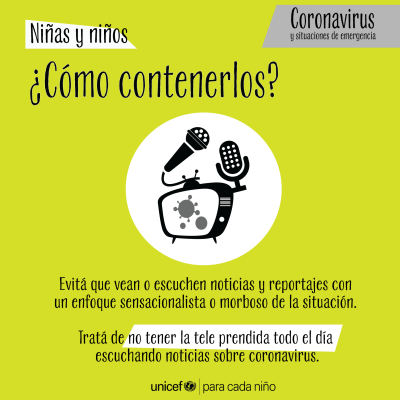 Coronavirus
y situaciones de emergencia
Niñas y niños
¿Cómo contenerlos?
Evitá que vean o escuchen noticias y reportajes con
un enfoque sensacionalista o morboso de la situación.
Tratá de no tener la tele prendida todo el día
escuchando noticias sobre coronavirus.
unicef | para cada niño